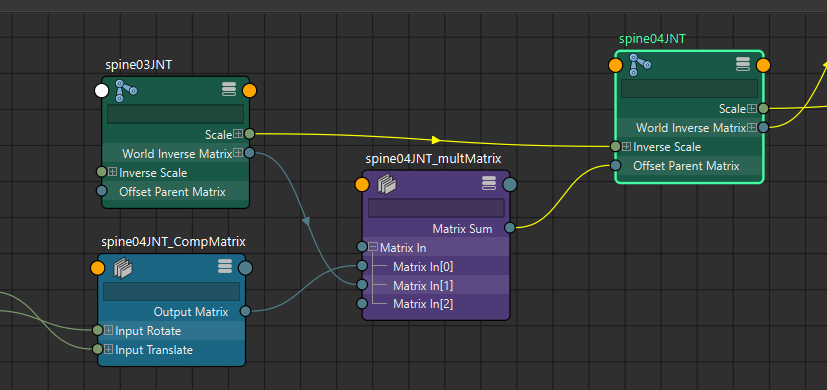 spine03JNT
Scale
World Inverse Matrix
Inverse Scale
Offset Parent Matrix
spine04JNT_CompMatrix
Output Matrix
Input Rotate
Input Translate
spine04JNT_multMatrix
Matrix Sum
Matrix In
Matrix In[0]
Matrix In[1]
Matrix In[2]
spine04JNT
Scale
World Inverse Matrix
Inverse Scale
Offset Parent Matrix